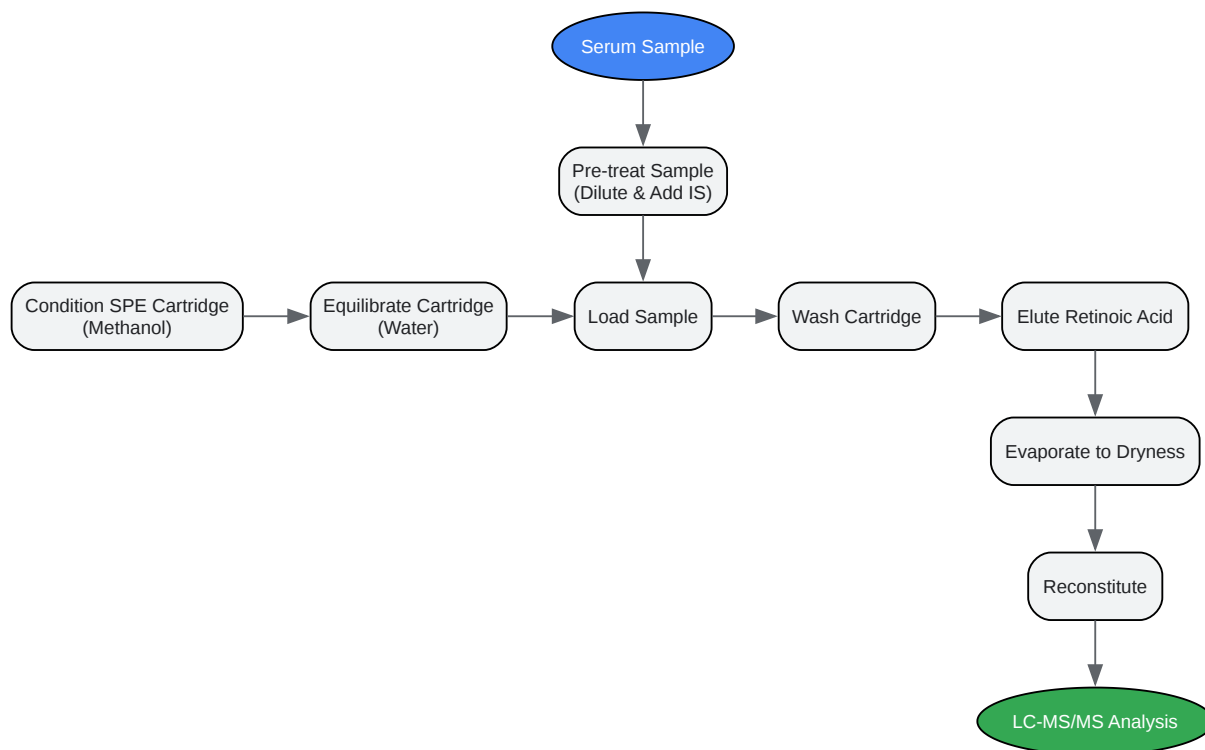 Serum Sample
Pre-treat Sample
(Dilute & Add IS)
Condition SPE Cartridge
(Methanol)
Equilibrate Cartridge
(Water)
Load Sample
Wash Cartridge
Elute Retinoic Acid
Evaporate to Dryness
Reconstitute
LC-MS/MS Analysis